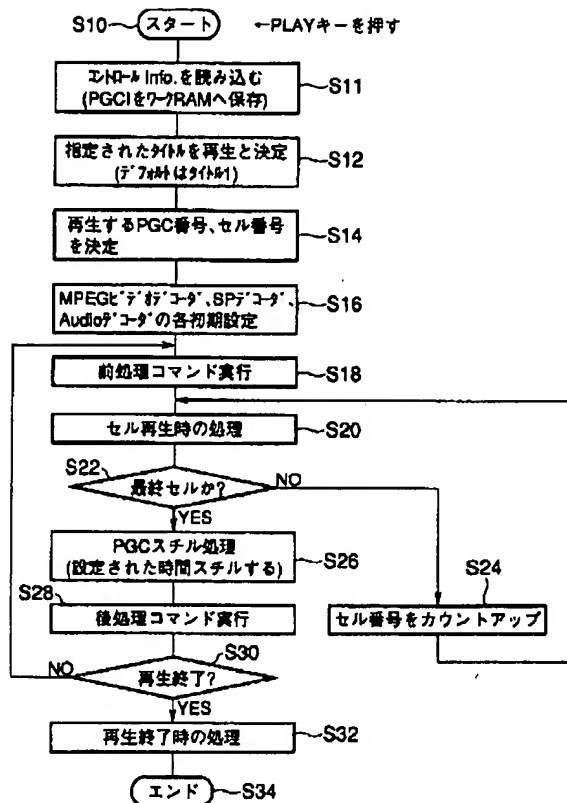 S10 スタート ←PLAYキーを押す
コントロール Info.を読み込む
(PGCIをワークRAMへ保存)
S11
指定されたタイトルを再生と決定
(デフォルトはタイトル1)
S12
再生するPGC番号、セル番号
を決定
S14
MPEGビデオデコーダ、SPデコーダ、
Audioデコーダの各初期設定
S16
前処理コマンド実行
S18
セル再生時の処理
S20
S22
最終セルか?
NO
YES
PGCスチル処理
(設定された時間スチルする)
S26
S24
セル番号をカウントアップ
S28
後処理コマンド実行
S30
再生終了?
NO
YES
再生終了時の処理
S32
エンド
S34